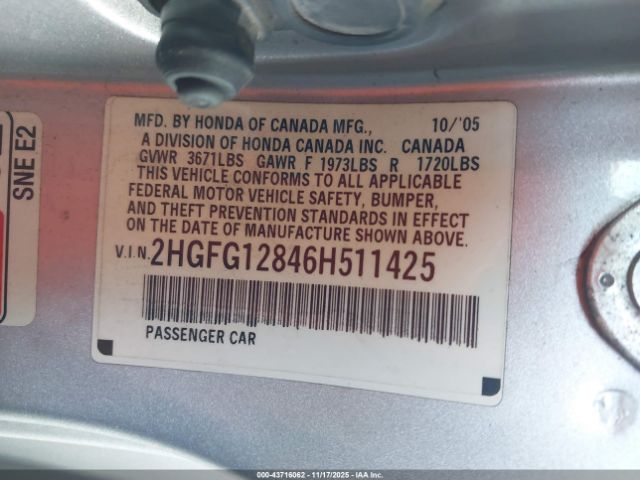 SNE E2
MFD. BY HONDA OF CANADA MFG., 10/'05
A DIVISION OF HONDA CANADA INC. CANADA
GVWR 3671LBS GAWR F 1973LBS R 1720LBS
THIS VEHICLE CONFORMS TO ALL APPLICABLE
FEDERAL MOTOR VEHICLE SAFETY, BUMPER,
AND THEFT PREVENTION STANDARDS IN EFFECT
ON THE DATE OF MANUFACTURE SHOWN ABOVE.
V.I.N. 2HGFG12846H511425
PASSENGER CAR
000-43716062 — 11/17/2025 — IAA Inc.